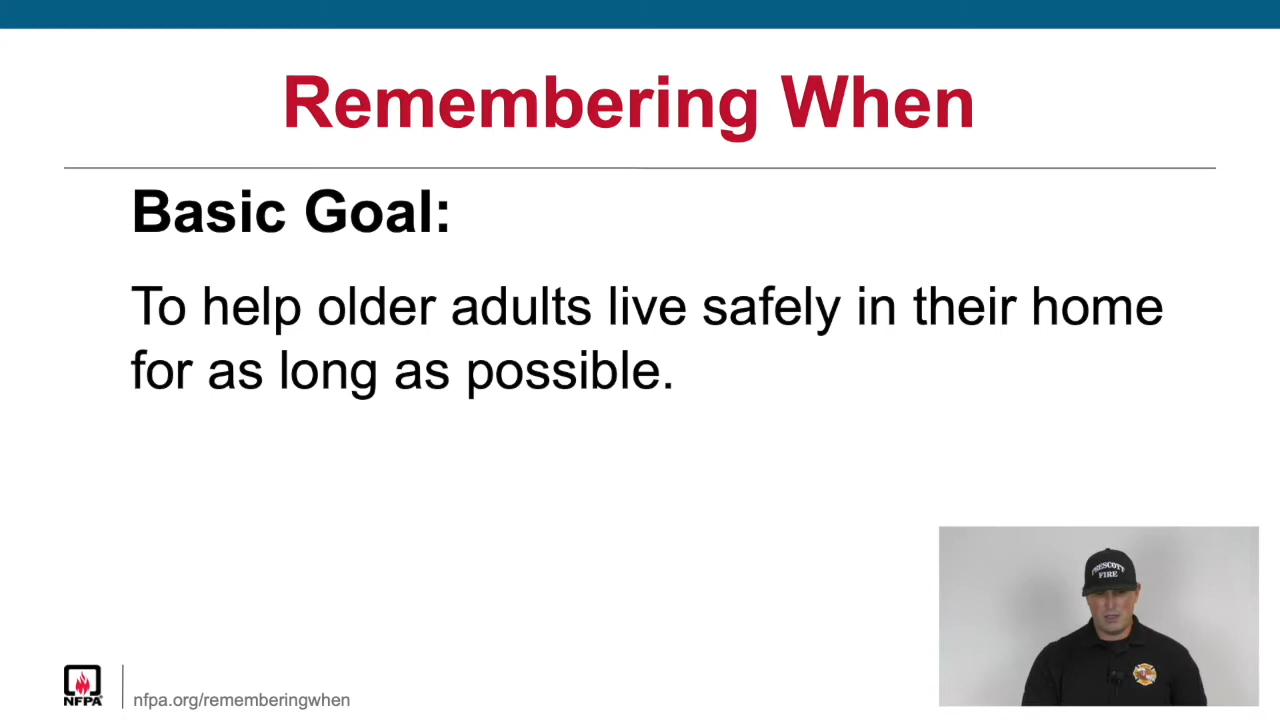 Remembering When
Basic Goal:
To help older adults live safely in their home
for as long as possible.
PRESCOTT
FIRE
NFPA
nfpa.org/rememberingwhen